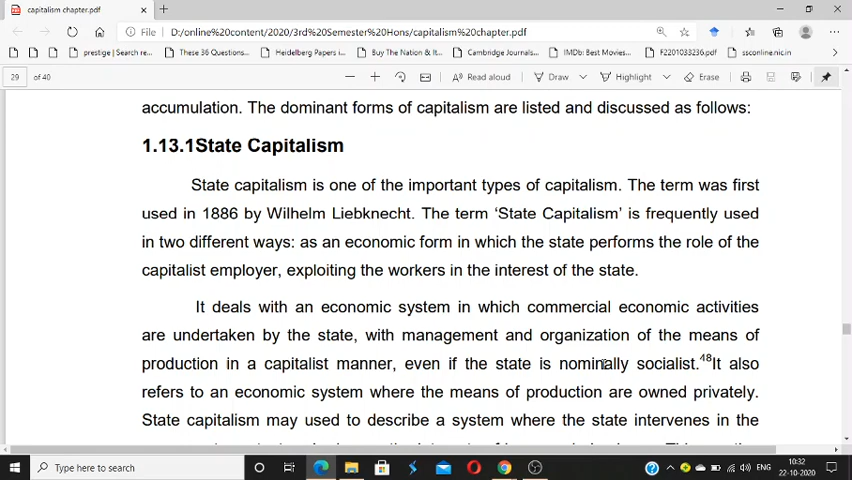 capitalism chapter.pdf
File
D:/online%20content/2020/3rd%20Semester%20Hons/capitalism%20chapter.pdf
prestige | Search re...
These 36 Questions...
Heidelberg Papers i...
Buy The Nation & It...
Cambridge Journals...
IMDb: Best Movies...
F2201033236.pdf
ssconline.nic.in
29 of 40
Read aloud
Draw
Highlight
Erase
accumulation. The dominant forms of capitalism are listed and discussed as follows:
1.13.1State Capitalism
State capitalism is one of the important types of capitalism. The term was first
used in 1886 by Wilhelm Liebknecht. The term ‘State Capitalism’ is frequently used
in two different ways: as an economic form in which the state performs the role of the
capitalist employer, exploiting the workers in the interest of the state.
It deals with an economic system in which commercial economic activities
are undertaken by the state, with management and organization of the means of
production in a capitalist manner, even if the state is nominally socialist.48It also
refers to an economic system where the means of production are owned privately.
State capitalism may used to describe a system where the state intervenes in the
Type here to search
ENG
10:32
22-10-2020